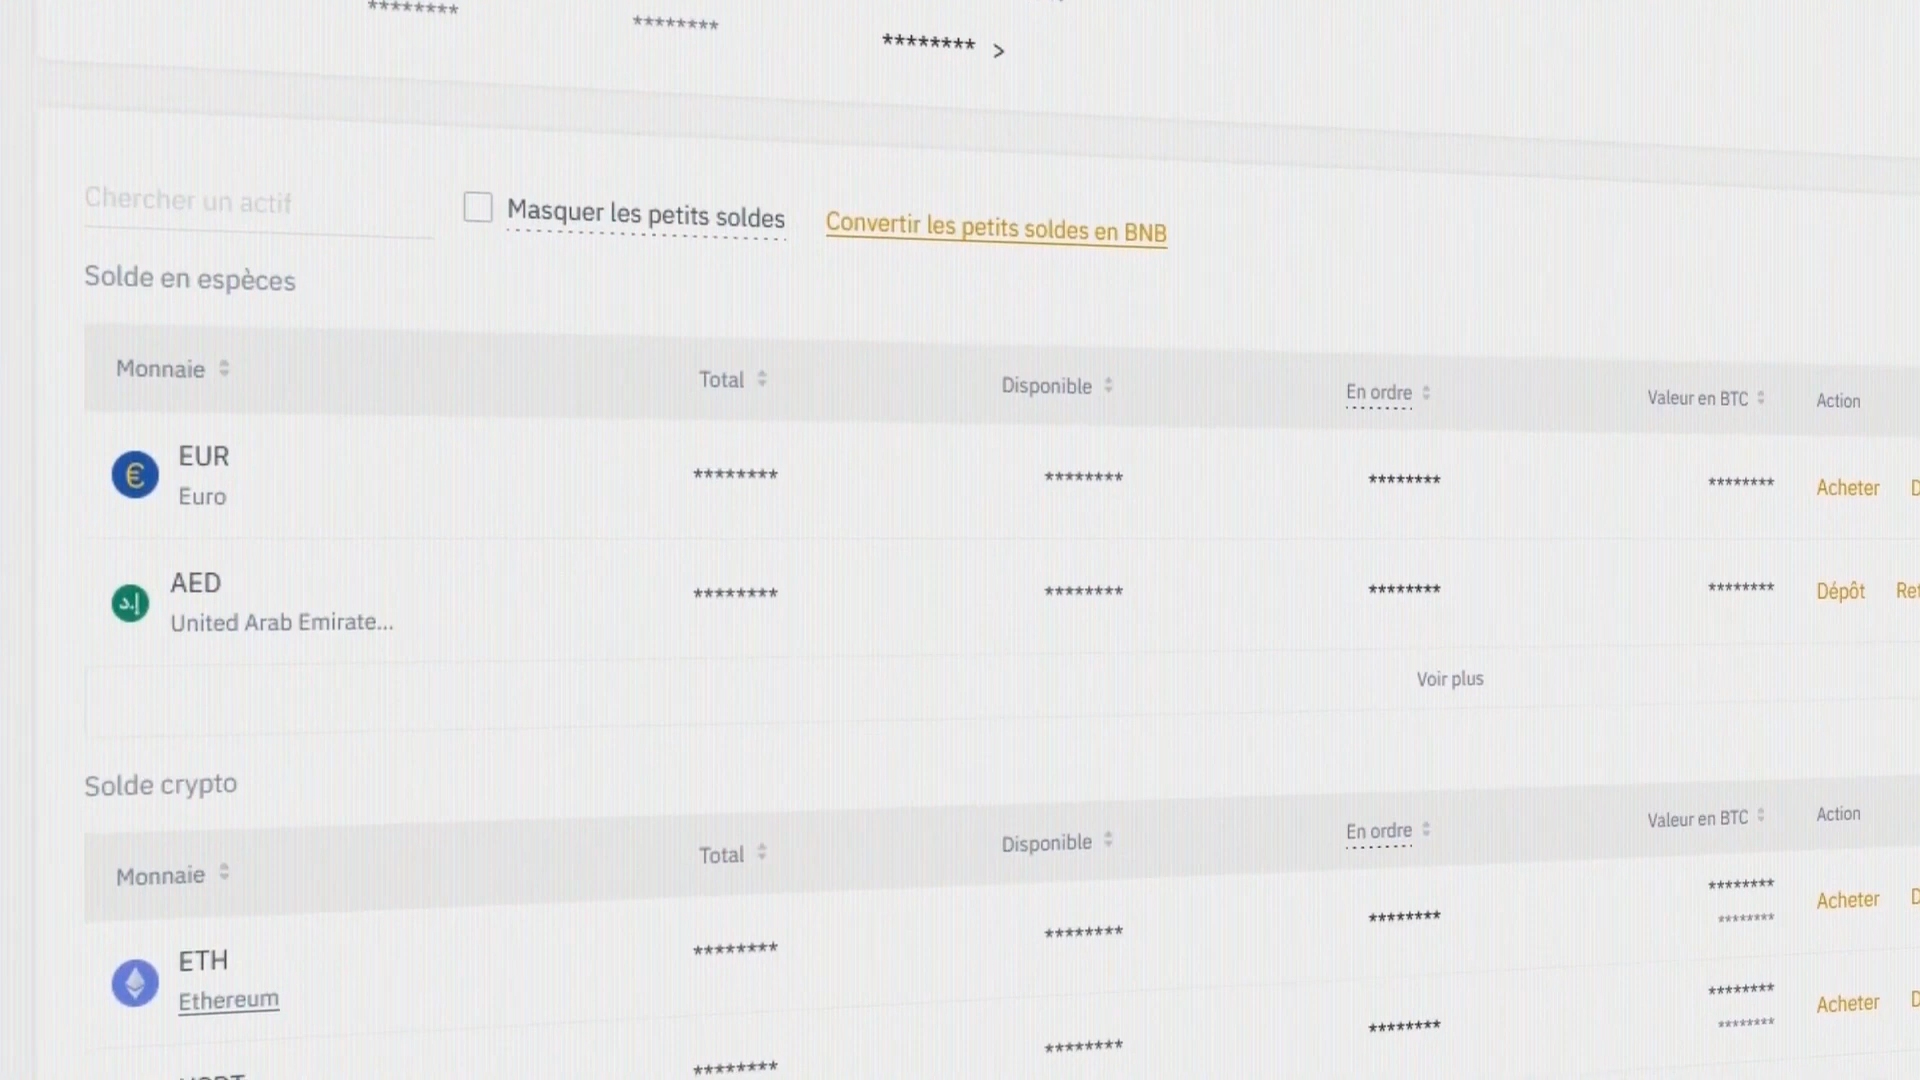 ******** ******** ******** >
Chercher un actif Masquer les petits soldes Convertir les petits soldes en BNB
Solde en espèces
Monnaie Total Disponible En ordre Valeur en BTC Action
EUR
Euro ******** ******** ******** ******** Acheter
AED
United Arab Emirate... ******** ******** ******** ******** Dépôt
Voir plus
Solde crypto
Monnaie Total Disponible En ordre Valeur en BTC Action
ETH
Ethereum ******** ******** ******** ******** Acheter
********
******** ******** ******** ******** Acheter
********